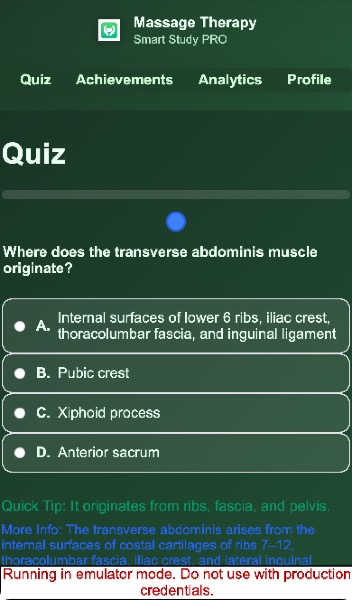 Massage Therapy
Smart Study PRO
Quiz Achievements Analytics Profile
Quiz
Where does the transverse abdominis muscle
originate?
A. Internal surfaces of lower 6 ribs, iliac crest,
thoracolumbar fascia, and inguinal ligament
B. Pubic crest
C. Xiphoid process
D. Anterior sacrum
Quick Tip: It originates from ribs, fascia, and pelvis.
More Info: The transverse abdominis arises from the
internal surfaces of costal cartilages of ribs 7–12,
thoracolumbar fascia, iliac crest, and lateral inguinal
Running in emulator mode. Do not use with production
credentials.